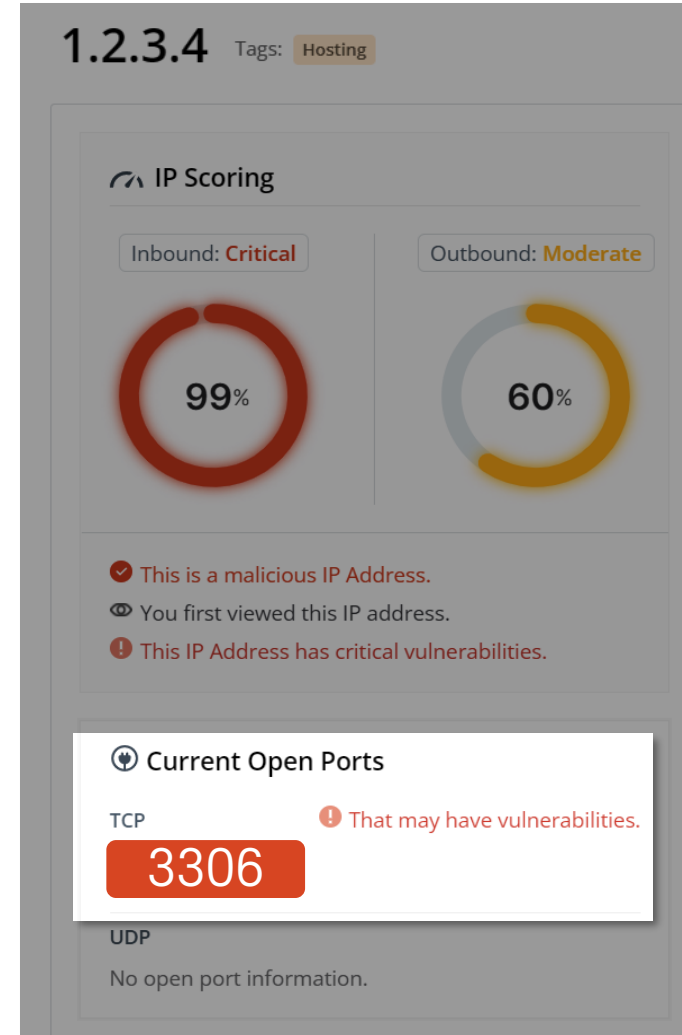 1.2.3.4 Tags: Hosting
IP Scoring
Inbound: Critical
Outbound: Moderate
99%
60%
This is a malicious IP Address.
You first viewed this IP address.
This IP Address has critical vulnerabilities.
Current Open Ports
TCP
That may have vulnerabilities.
3306
UDP
No open port information.